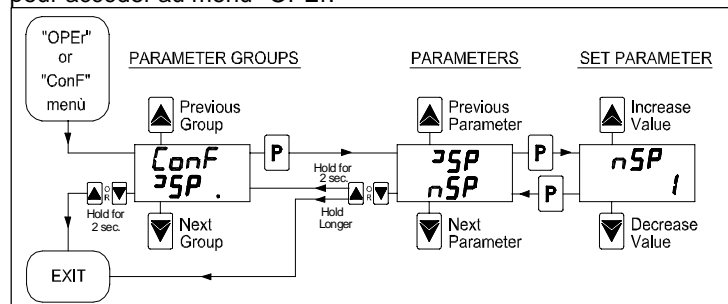 pour accéder au menu "OPEr.
"OPEr"
or
"ConF"
menù
PARAMETER GROUPS
PARAMETERS
SET PARAMETER
Previous
Group
Previous
Parameter
Increase
Value
ConF
P
SP
nSP
P
nSP
1
P
SP .
Hold for
2 sec.
OR
Hold
Longer
OR
Hold for
2 sec.
Next
Group
Next
Parameter
Decrease
Value
EXIT